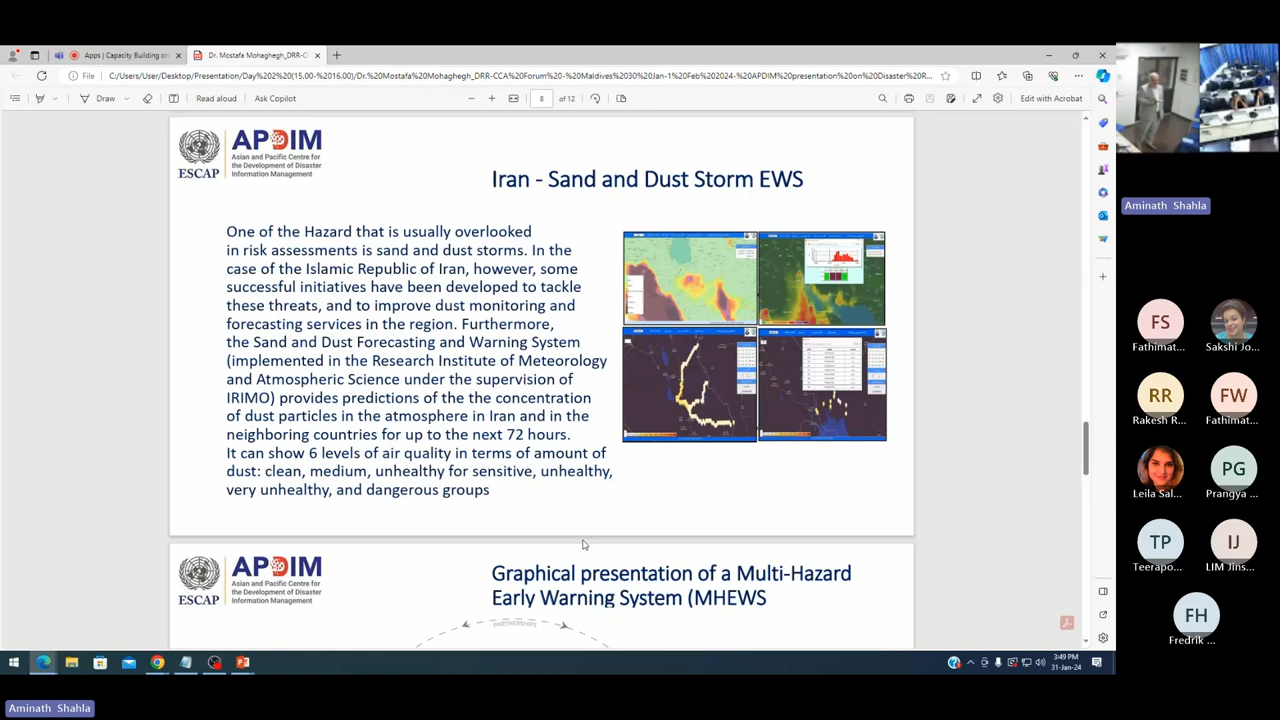 Apps | Capacity Building on
Dr. Mostafa Mohaghegh_DRR-CC
File
C:/Users/User/Desktop/Presentation/Day%202%20(15.00-%2016.00)/Dr.%20Mostafa%20Mohaghegh_DRR-CCA%20Forum%20-%20Maldives%2030%20Jan-1%20Feb%202024-%20APDIM%20presentation%20on%20Disaster%20R...
Draw
Read aloud
Ask Copilot
8
of 12
Edit with Acrobat
ESCAP
APDIM
Asian and Pacific Centre for
the Development of Disaster
Information Management
Iran - Sand and Dust Storm EWS
One of the Hazard that is usually overlooked
in risk assessments is sand and dust storms. In the
case of the Islamic Republic of Iran, however, some
successful initiatives have been developed to tackle
these threats, and to improve dust monitoring and
forecasting services in the region. Furthermore,
the Sand and Dust Forecasting and Warning System
(implemented in the Research Institute of Meteorology
and Atmospheric Science under the supervision of
IRIMO) provides predictions of the the concentration
of dust particles in the atmosphere in Iran and in the
neighboring countries for up to the next 72 hours.
It can show 6 levels of air quality in terms of amount of
dust: clean, medium, unhealthy for sensitive, unhealthy,
very unhealthy, and dangerous groups
ESCAP
APDIM
Asian and Pacific Centre for
the Development of Disaster
Information Management
Graphical presentation of a Multi-Hazard
Early Warning System (MHEWS
PARTNERSHIPS
3:49 PM
31-Jan-24
Aminath Shahla
FS
Fathimat...
Sakshi Jo...
RR
Rakesh R...
FW
Fathimat...
Leila Sal...
PG
Prangya ...
TP
Teerapo...
IJ
LIM Jins...
FH
Fredrik ...
Aminath Shahla